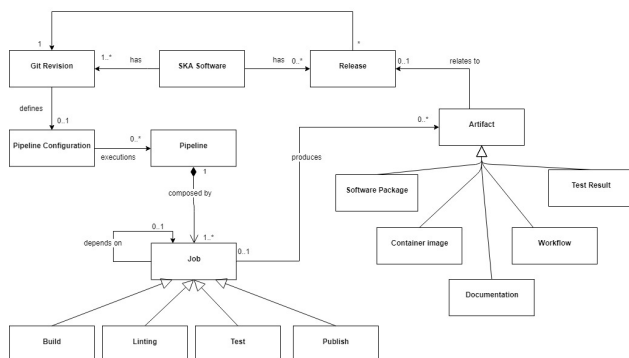 1
*
1..*
has
has
0..*
0..1
relates to
Git Revision
SKA Software
Release
defines
0..1
0..*
0..*
Artifact
Pipeline Configuration
executions
Pipeline
1
produces
composed by
Software Package
Test Result
0..1
depends on
1..*
0..1
Job
Container image
Workflow
Documentation
Build
Linting
Test
Publish